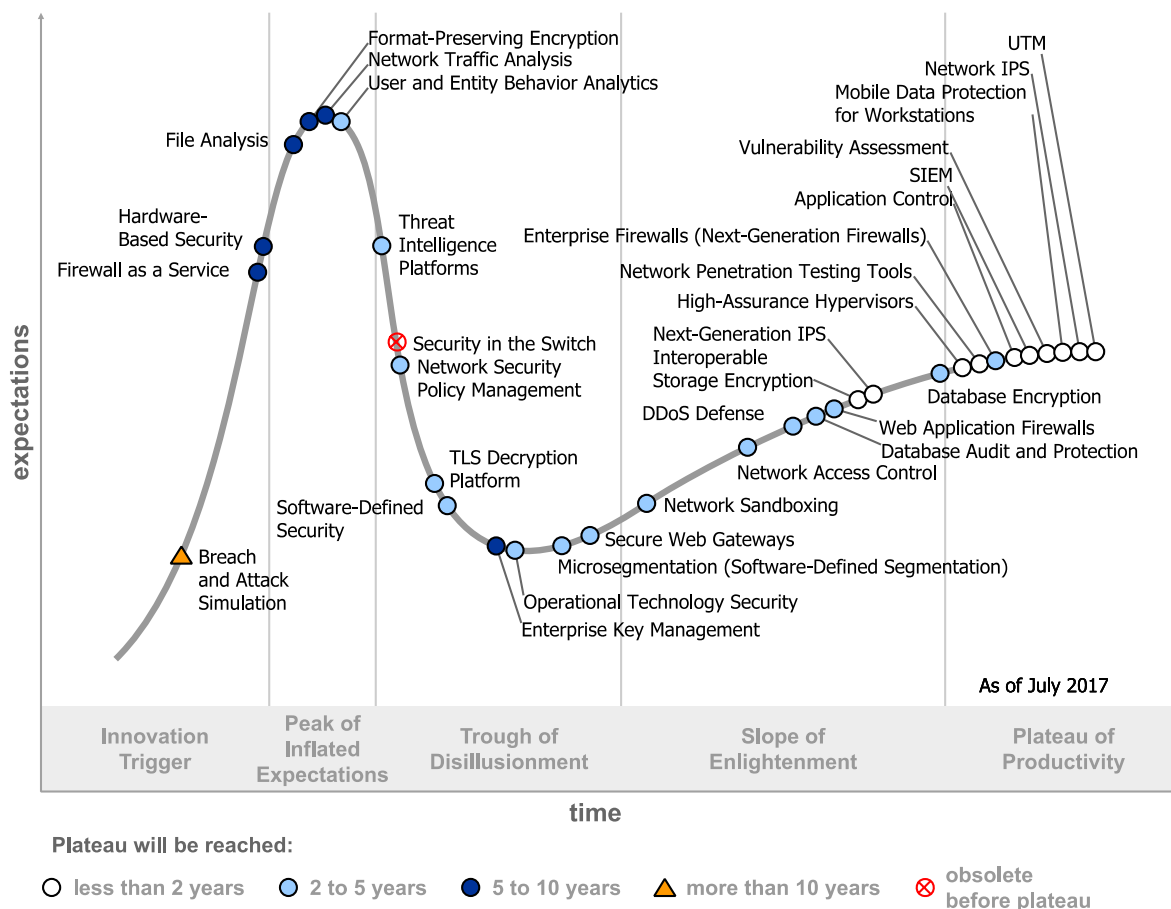 Format-Preserving Encryption
Network Traffic Analysis
User and Entity Behavior Analytics
File Analysis
Hardware-
Based Security
Firewall as a Service
Breach
and Attack
Simulation
Threat
Intelligence
Platforms
Security in the Switch
Network Security
Policy Management
TLS Decryption
Platform
Software-Defined
Security
Secure Web Gateways
Microsegmentation (Software-Defined Segmentation)
Operational Technology Security
Enterprise Key Management
Network Sandboxing
Network Access Control
DDoS Defense
Database Audit and Protection
Web Application Firewalls
Database Encryption
Next-Generation IPS
Interoperable
Storage Encryption
High-Assurance Hypervisors
Network Penetration Testing Tools
Enterprise Firewalls (Next-Generation Firewalls)
Application Control
SIEM
Vulnerability Assessment
Mobile Data Protection
for Workstations
Network IPS
UTM
As of July 2017
expectations
Innovation
Trigger
Peak of
Inflated
Expectations
Trough of
Disillusionment
Slope of
Enlightenment
Plateau of
Productivity
time
Plateau will be reached:
less than 2 years
2 to 5 years
5 to 10 years
more than 10 years
obsolete
before plateau